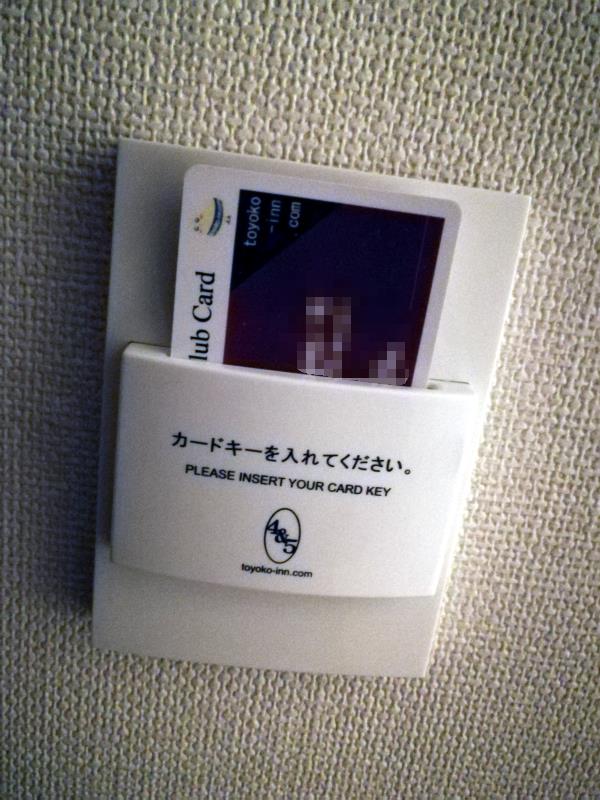 toyoko
-inn
.com
lub Card
カードキーを入れてください。
PLEASE INSERT YOUR CARD KEY
4&5
toyoko-inn.com